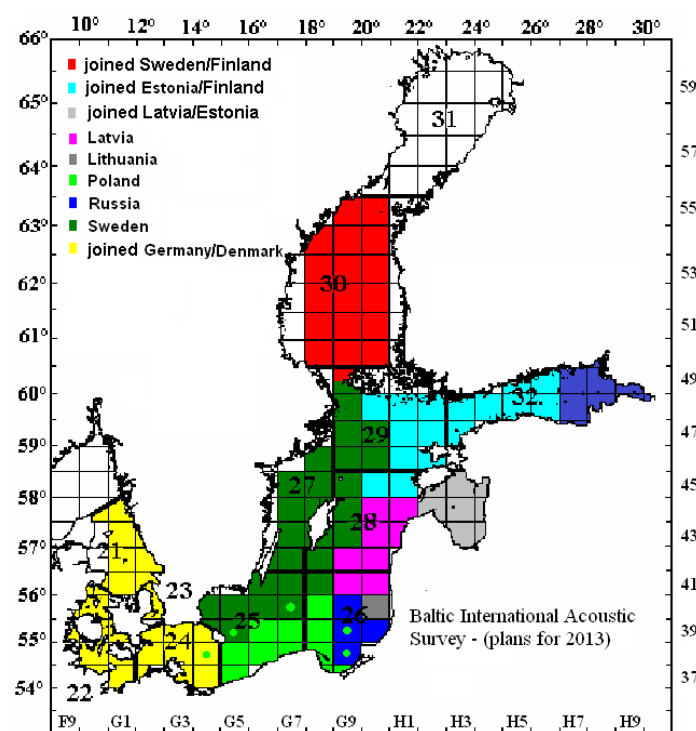 10° 12° 14° 16° 18° 20° 22° 24° 26° 28° 30°
66°
65°
64°
63°
62°
61°
60°
59°
58°
57°
56°
55°
54°
joined Sweden/Finland
joined Estonia/Finland
joined Latvia/Estonia
Latvia
Lithuania
Poland
Russia
Sweden
joined Germany/Denmark
31
30
32
29
27
28
21
23
25
26
24
22
Baltic International Acoustic
Survey - (plans for 2013)
59
57
55
53
51
49
47
45
43
41
39
37
F9 G1 G3 G5 G7 G9 H1 H3 H5 H7 H9